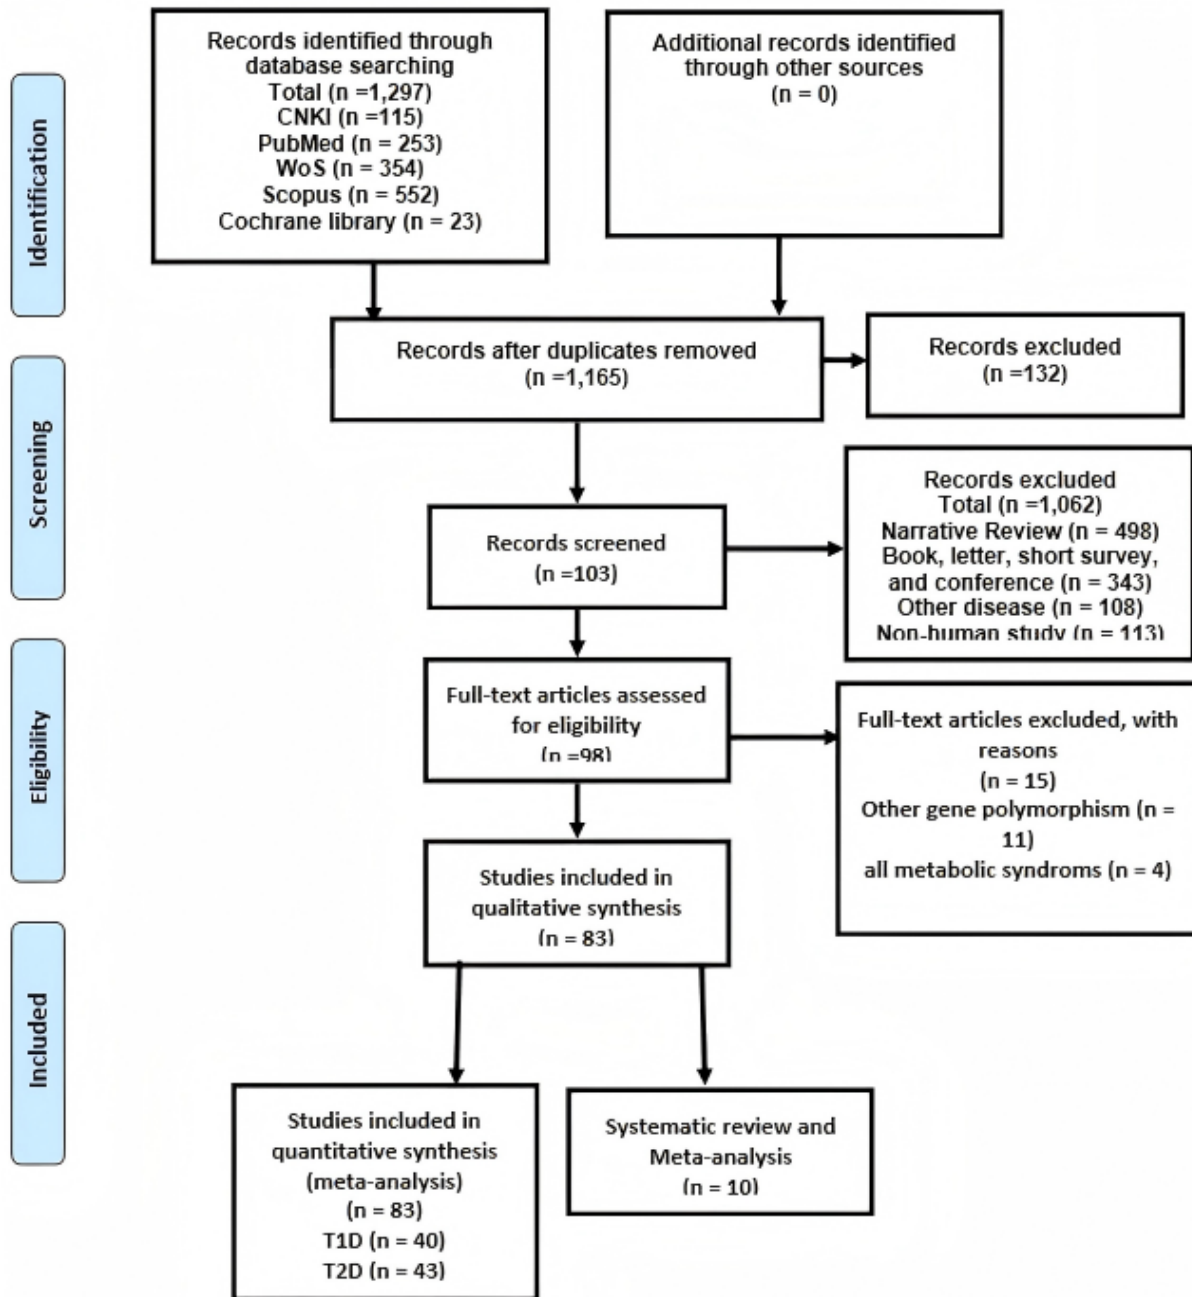 Identification
Records identified through
database searching
Total (n =1,297)
CNKI (n =115)
PubMed (n = 253)
WoS (n = 354)
Scopus (n = 552)
Cochrane library (n = 23)
Additional records identified
through other sources
(n = 0)
Records after duplicates removed
(n =1,165)
Records excluded
(n =132)
Screening
Records screened
(n =103)
Records excluded
Total (n =1,062)
Narrative Review (n = 498)
Book, letter, short survey,
and conference (n = 343)
Other disease (n = 108)
Non-human study (n = 113)
Eligibility
Full-text articles assessed
for eligibility
(n =98)
Full-text articles excluded, with
reasons
(n = 15)
Other gene polymorphism (n =
11)
all metabolic syndroms (n = 4)
Studies included in
qualitative synthesis
(n = 83)
Included
Studies included in
quantitative synthesis
(meta-analysis)
(n = 83)
T1D (n = 40)
T2D (n = 43)
Systematic review and
Meta-analysis
(n = 10)